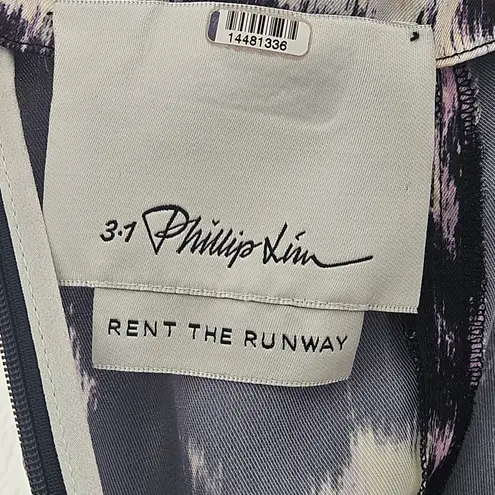 14481336
3.1 Phillip Lim
RENT THE RUNWAY